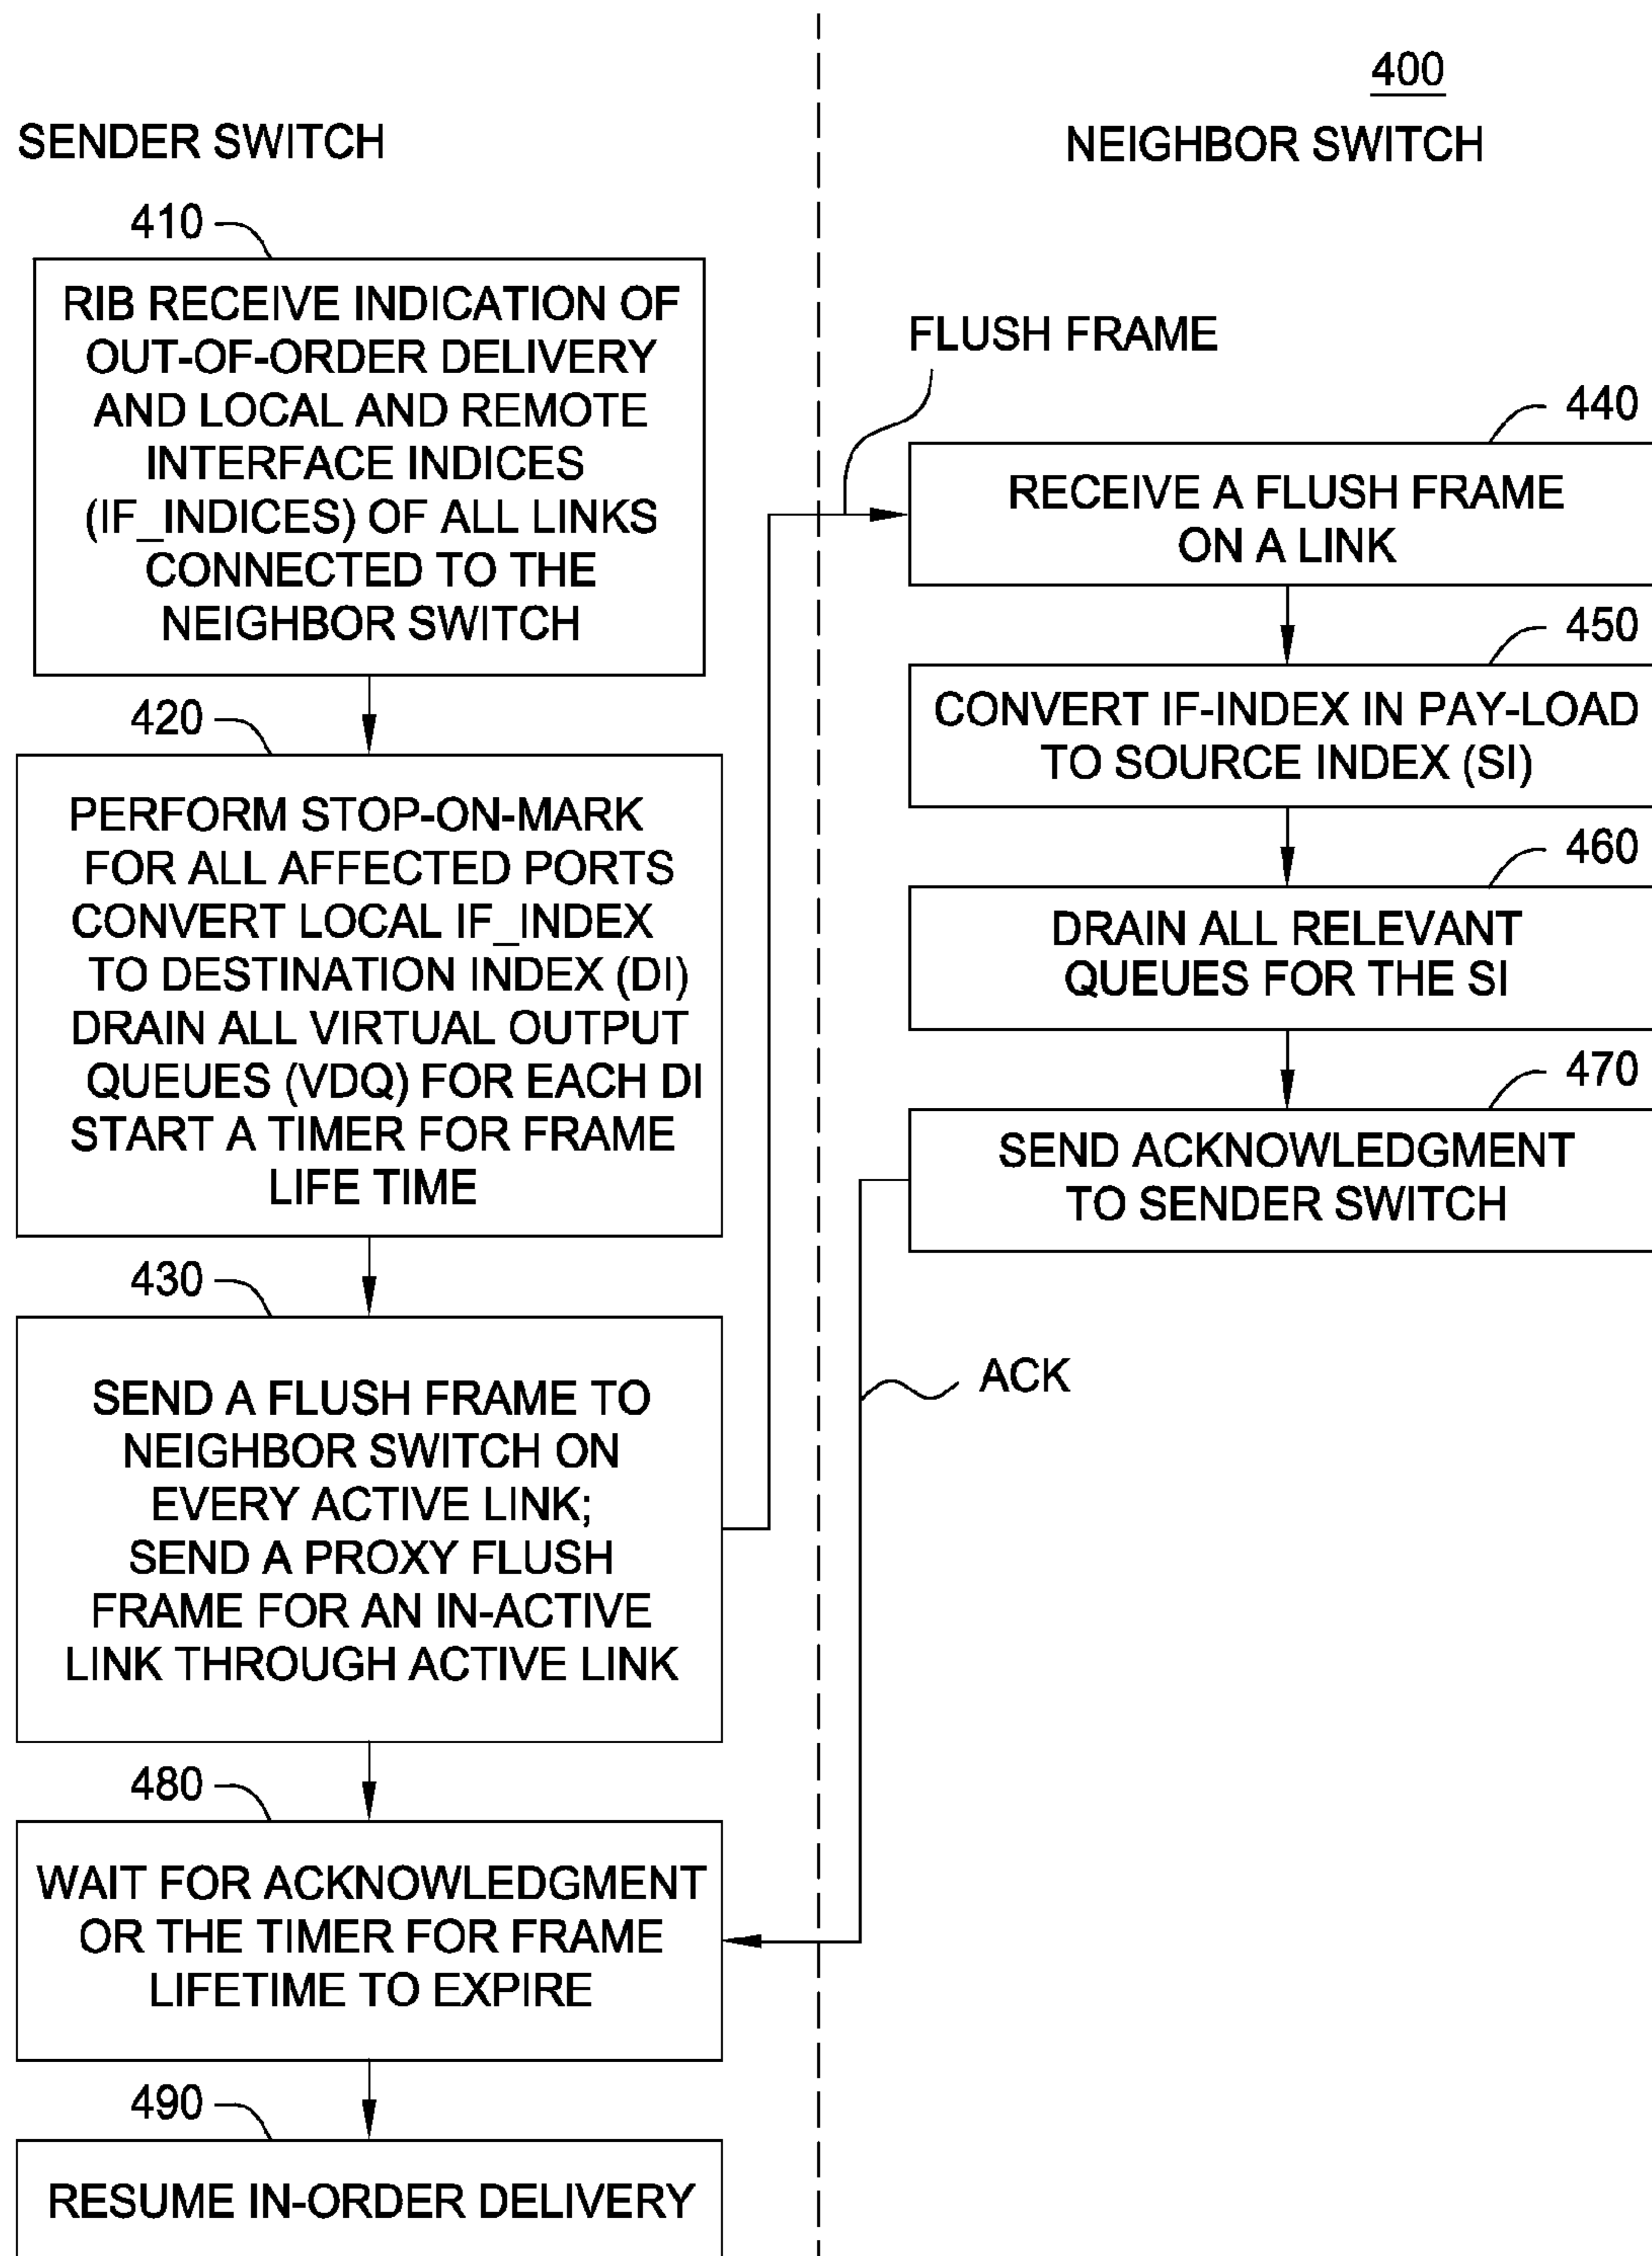 400
SENDER SWITCH
NEIGHBOR SWITCH
410
RIB RECEIVE INDICATION OF
OUT-OF-ORDER DELIVERY
AND LOCAL AND REMOTE
INTERFACE INDICES
(IF_INDICES) OF ALL LINKS
CONNECTED TO THE
NEIGHBOR SWITCH
420
PERFORM STOP-ON-MARK
FOR ALL AFFECTED PORTS
CONVERT LOCAL IF_INDEX
TO DESTINATION INDEX (DI)
DRAIN ALL VIRTUAL OUTPUT
QUEUES (VDQ) FOR EACH DI
START A TIMER FOR FRAME
LIFE TIME
430
SEND A FLUSH FRAME TO
NEIGHBOR SWITCH ON
EVERY ACTIVE LINK;
SEND A PROXY FLUSH
FRAME FOR AN IN-ACTIVE
LINK THROUGH ACTIVE LINK
FLUSH FRAME
440
RECEIVE A FLUSH FRAME
ON A LINK
450
CONVERT IF-INDEX IN PAY-LOAD
TO SOURCE INDEX (SI)
460
DRAIN ALL RELEVANT
QUEUES FOR THE SI
470
SEND ACKNOWLEDGMENT
TO SENDER SWITCH
ACK
480
WAIT FOR ACKNOWLEDGMENT
OR THE TIMER FOR FRAME
LIFETIME TO EXPIRE
490
RESUME IN-ORDER DELIVERY